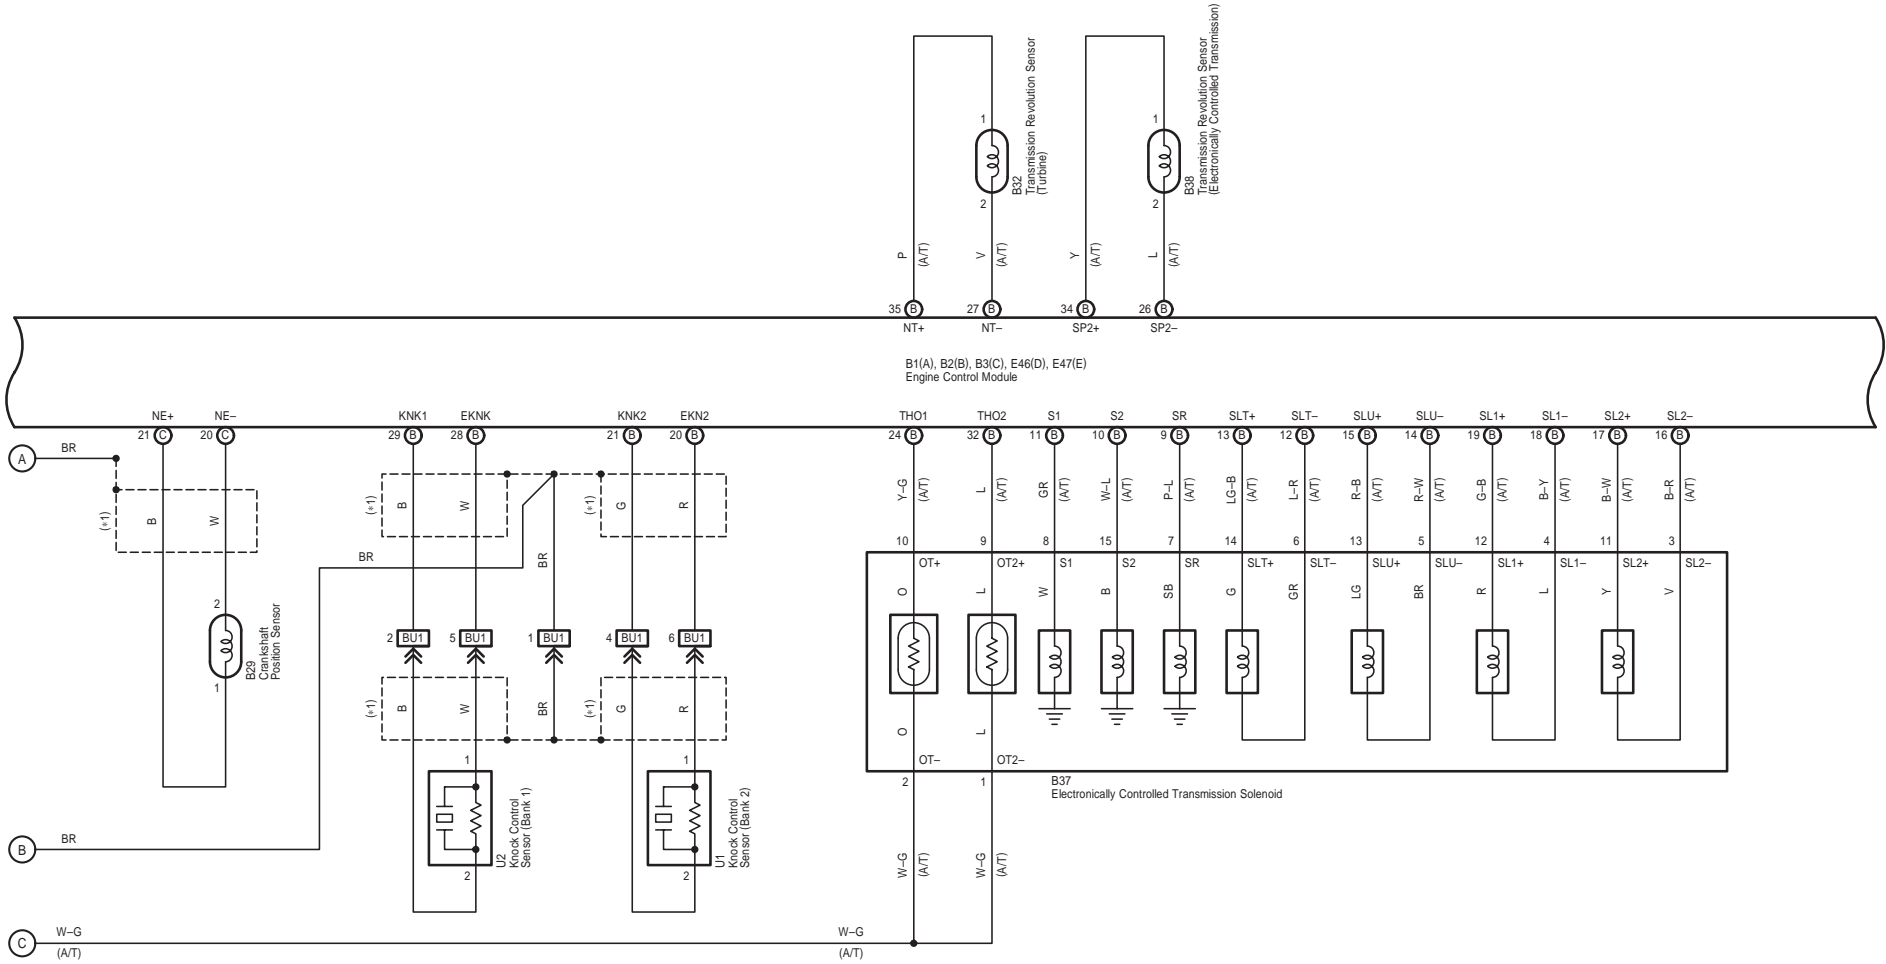 1
2
B32
Transmission Revolution Sensor
(Turbine)
1
2
B38
Transmission Revolution Sensor
(Electronically Controlled Transmission)
P
(A/T)
V
(A/T)
Y
(A/T)
L
(A/T)
35 B
27 B
34 B
26 B
NT+
NT–
SP2+
SP2–
B1(A), B2(B), B3(C), E46(D), E47(E)
Engine Control Module
NE+
NE–
KNK1
EKNK
KNK2
EKN2
THO1
THO2
S1
S2
SR
SLT+
SLT–
SLU+
SLU–
SL1+
SL1–
SL2+
SL2–
21 C
20 C
29 B
28 B
21 B
20 B
24 B
32 B
11 B
10 B
9 B
13 B
12 B
15 B
14 B
19 B
18 B
17 B
16 B
A
BR
(∗1)
B
W
(∗1)
B
W
(∗1)
G
R
Y–G
(A/T)
L
(A/T)
GR
(A/T)
W–L
(A/T)
P–L
(A/T)
LG–B
(A/T)
L–R
(A/T)
R–B
(A/T)
R–W
(A/T)
G–B
(A/T)
B–Y
(A/T)
B–W
(A/T)
B–R
(A/T)
BR
BR
10
9
8
15
7
14
6
13
5
12
4
11
3
OT+
OT2+
S1
S2
SR
SLT+
SLT–
SLU+
SLU–
SL1+
SL1–
SL2+
SL2–
O
L
W
B
SB
G
GR
LG
BR
R
L
Y
V
2
1
B29
Crankshaft
Position Sensor
2 BU1
5 BU1
1 BU1
4 BU1
6 BU1
(∗1)
B
W
BR
(∗1)
G
R
O
L
OT–
OT2–
2
1
B37
Electronically Controlled Transmission Solenoid
1
2
U2
Knock Control
Sensor (Bank 1)
1
2
U1
Knock Control
Sensor (Bank 2)
B
BR
W–G
(A/T)
W–G
(A/T)
C
W–G
(A/T)
W–G
(A/T)